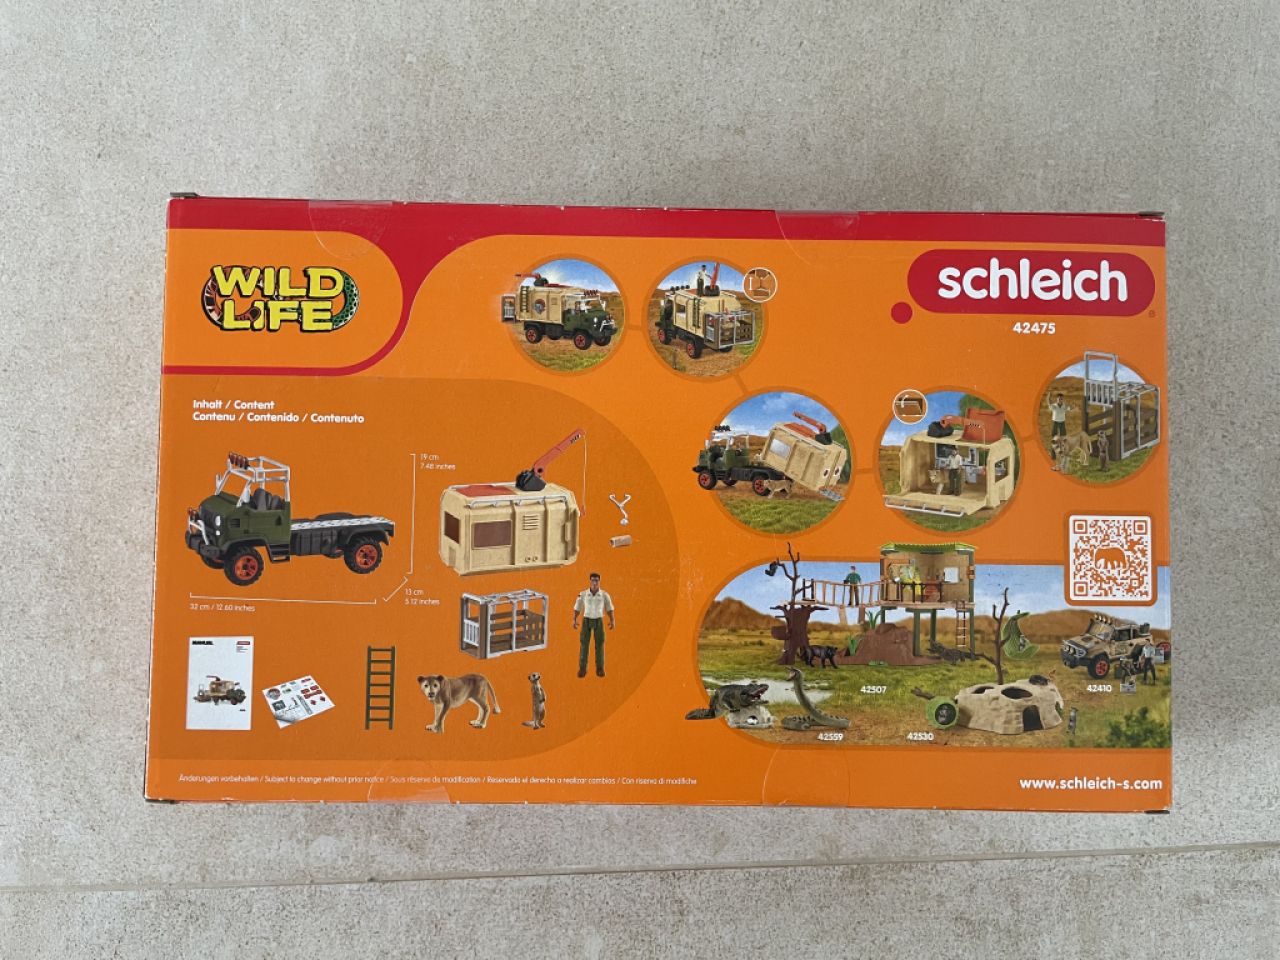 WILD
LIFE
schleich
®
42475
Inhalt / Content
Contenu / Contenido / Contenuto
19 cm
7.48 inches
13 cm
5.12 inches
32 cm / 12.60 inches
42507
42410
42559
42530
Änderungen vorbehalten / Subject to change without prior notice / Sous réserve de modification / Reservado el derecho a realizar cambios / Con riserva di modifiche
www.schleich-s.com